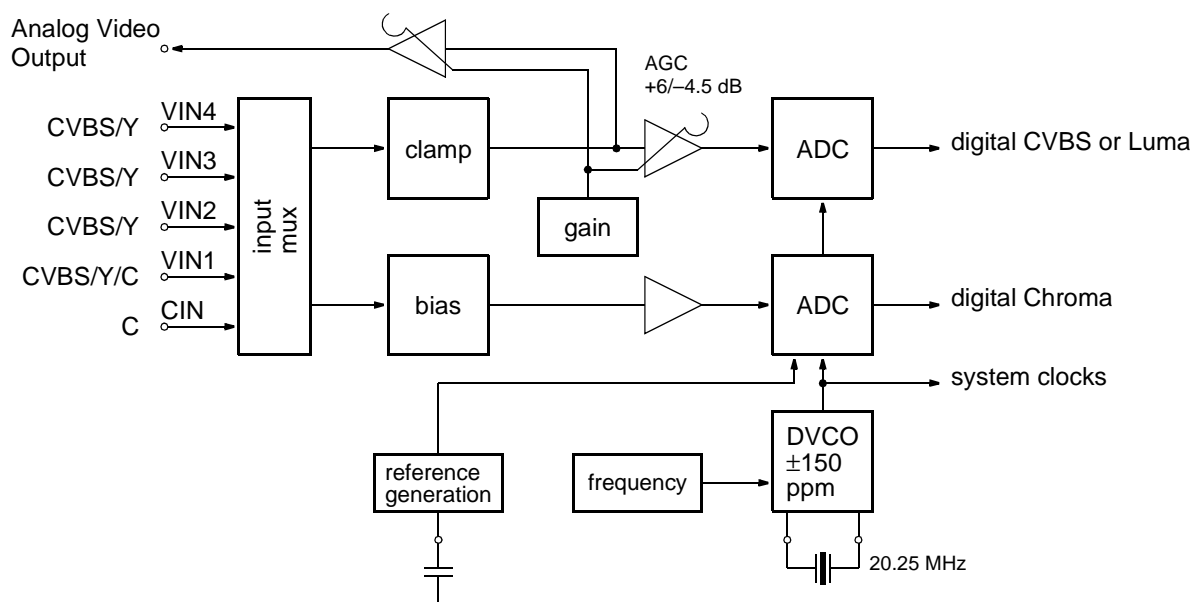 Analog Video
Output
AGC
+6/–4.5 dB
CVBS/Y
VIN4
CVBS/Y
VIN3
CVBS/Y
VIN2
CVBS/Y/C
VIN1
C
CIN
input
mux
clamp
gain
ADC
digital CVBS or Luma
bias
ADC
digital Chroma
system clocks
reference
generation
frequency
DVCO
±150
ppm
20.25 MHz